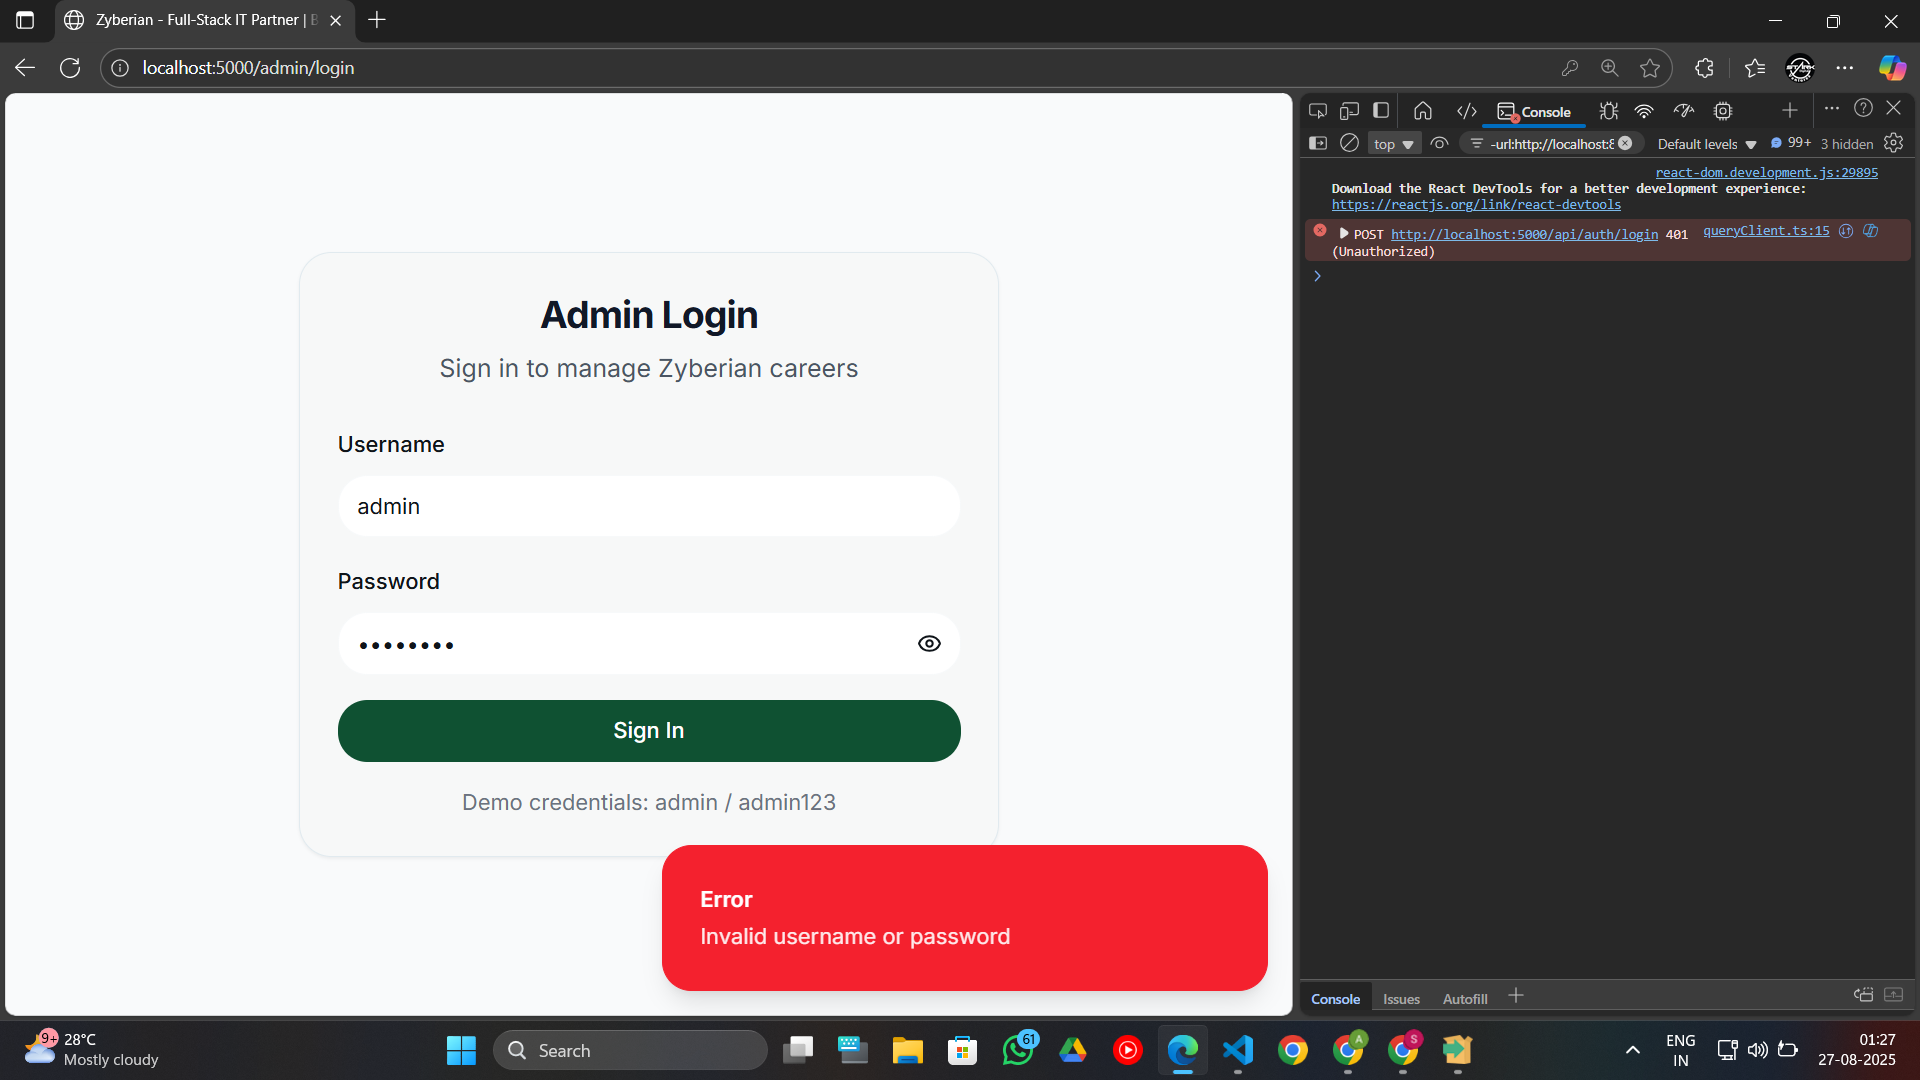 Zyberian - Full-Stack IT Partner | B
localhost:5000/admin/login
Admin Login
Sign in to manage Zyberian careers
Username
admin
Password
••••••••
Sign In
Demo credentials: admin / admin123
Error
Invalid username or password
Console
top
-url:http://localhost:8
Default levels
99+
3 hidden
react-dom.development.js:29895
Download the React DevTools for a better development experience:
https://reactjs.org/link/react-devtools
POST http://localhost:5000/api/auth/login 401 queryClient.ts:15
(Unauthorized)
Console Issues Autofill
9+
28°C
Mostly cloudy
Search
61
A
S
ENG
IN
01:27
27-08-2025